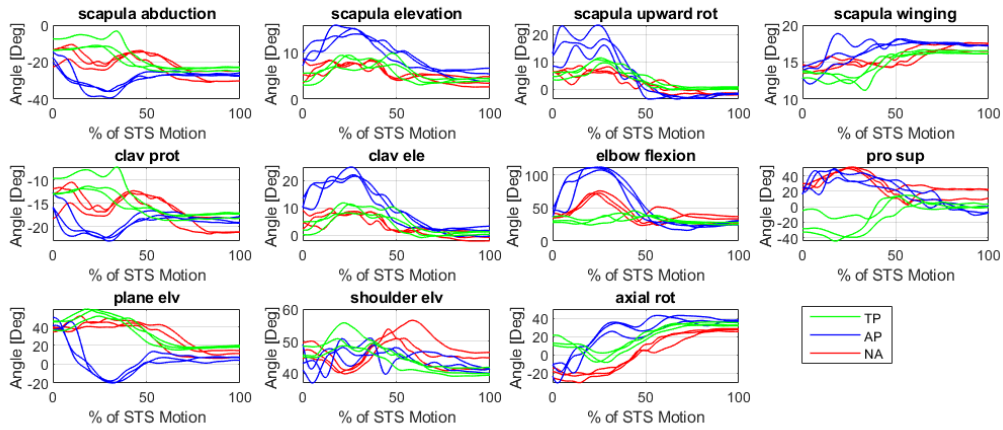 scapula abduction
0
-20
-40
Angle [Deg]
0 50 100
% of STS Motion
scapula elevation
10
0
Angle [Deg]
0 50 100
% of STS Motion
scapula upward rot
20
10
0
Angle [Deg]
0 50 100
% of STS Motion
scapula winging
20
15
10
Angle [Deg]
0 50 100
% of STS Motion
clav prot
-10
-15
-20
Angle [Deg]
0 50 100
% of STS Motion
clav ele
20
10
0
Angle [Deg]
0 50 100
% of STS Motion
elbow flexion
100
50
0
Angle [Deg]
0 50 100
% of STS Motion
pro sup
40
20
0
-20
-40
Angle [Deg]
0 50 100
% of STS Motion
plane elv
40
20
0
-20
Angle [Deg]
0 50 100
% of STS Motion
shoulder elv
60
50
40
Angle [Deg]
0 50 100
% of STS Motion
axial rot
40
20
0
-20
Angle [Deg]
0 50 100
% of STS Motion
TP
AP
NA